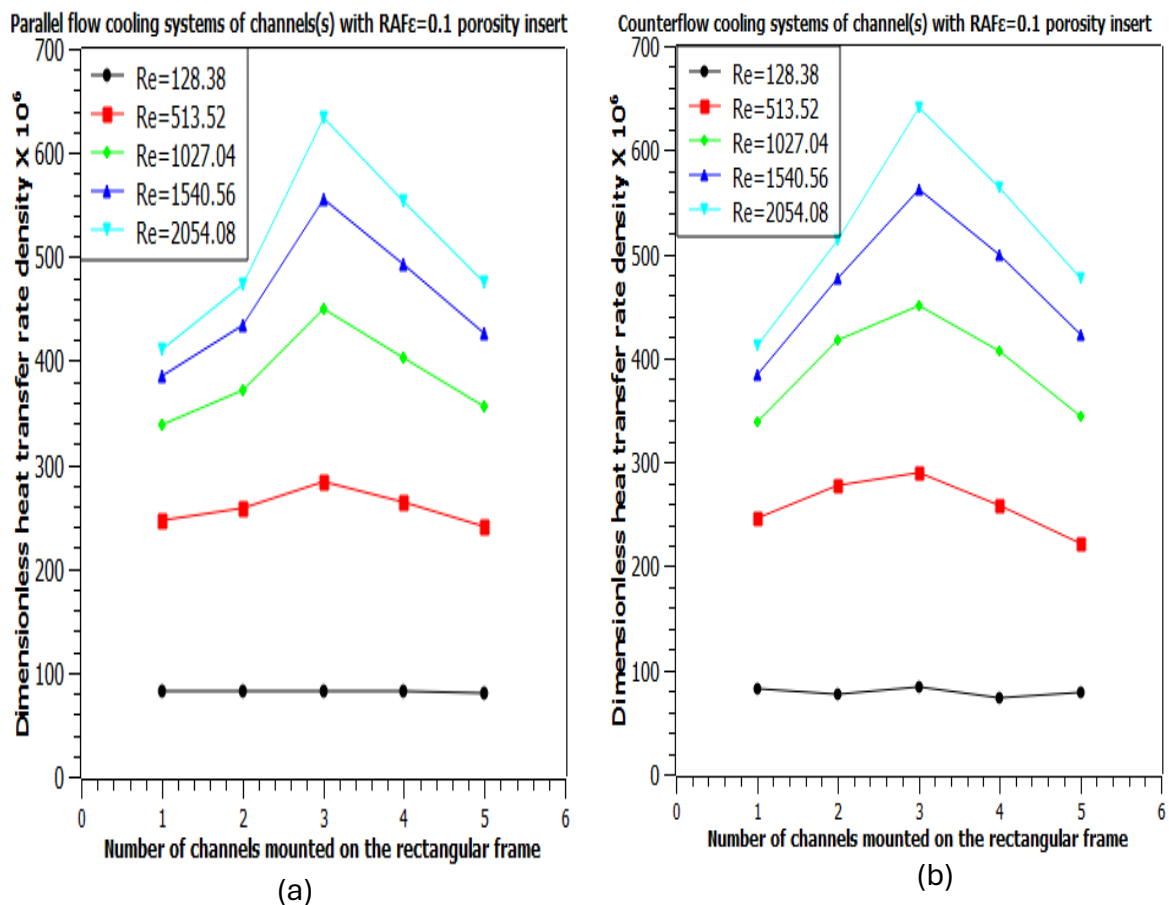 Parallel flow cooling systems of channels(s) with RAFε=0.1 porosity insert
Dimensionless heat transfer rate density X 10⁶
700
600
500
400
300
200
100
0
Re=128.38
Re=513.52
Re=1027.04
Re=1540.56
Re=2054.08
0 1 2 3 4 5 6
Number of channels mounted on the rectangular frame
(a)
Counterflow cooling systems of channel(s) with RAFε=0.1 porosity insert
Dimensionless heat transfer rate density X 10⁶
700
600
500
400
300
200
100
0
Re=128.38
Re=513.52
Re=1027.04
Re=1540.56
Re=2054.08
0 1 2 3 4 5 6
Number of channels mounted on the rectangular frame
(b)